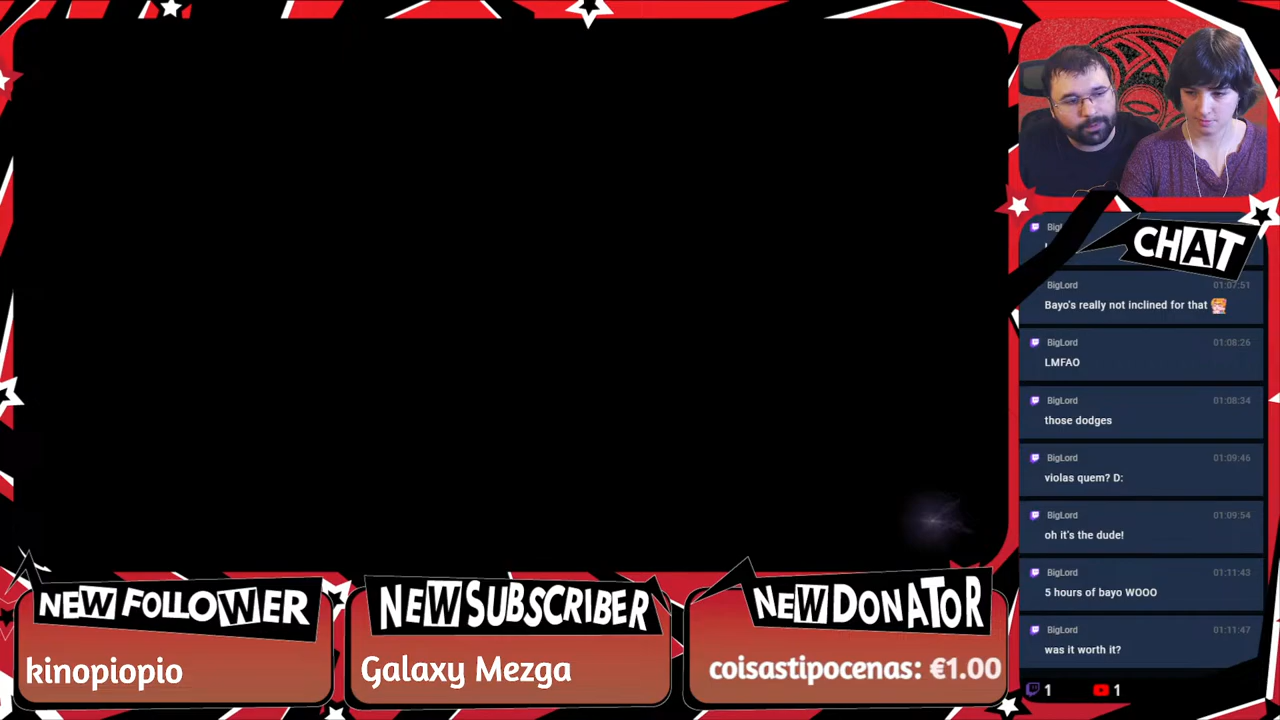 CHAT
BigLord 01:07:51
Bayo's really not inclined for that
BigLord 01:08:26
LMFAO
BigLord 01:08:34
those dodges
BigLord 01:09:46
violas quem? D:
BigLord 01:09:54
oh it's the dude!
BigLord 01:11:43
5 hours of bayo WOOO
BigLord 01:11:47
was it worth it?
1 1
NEW FOLLOWER
kinopiopio
NEW SUBSCRIBER
Galaxy Mezga
NEW DONATOR
coisastipocenas: €1.00